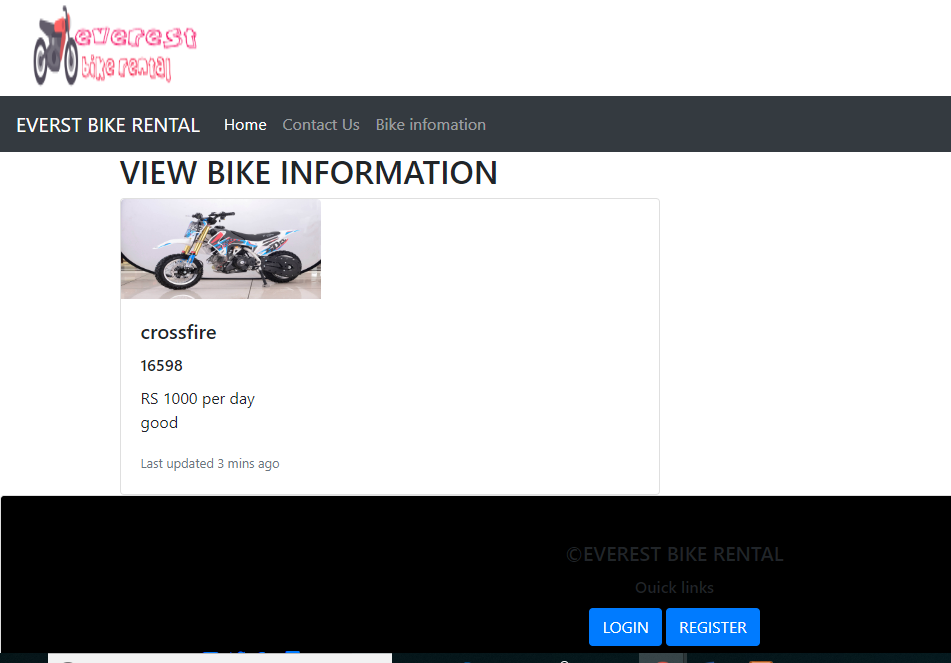 everest
bike rental
EVERST BIKE RENTAL Home Contact Us Bike infomation
VIEW BIKE INFORMATION
crossfire
16598
RS 1000 per day
good
Last updated 3 mins ago
©EVEREST BIKE RENTAL
Quick links
LOGIN REGISTER